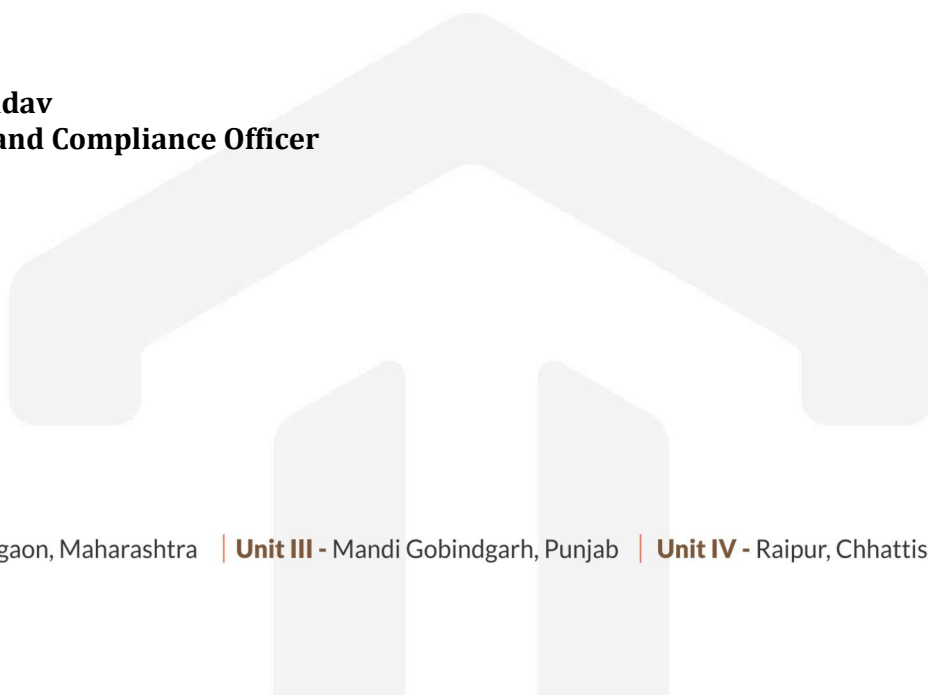 dav
and Compliance Officer
gaon, Maharashtra | Unit III - Mandi Gobindgarh, Punjab | Unit IV - Raipur, Chhattis